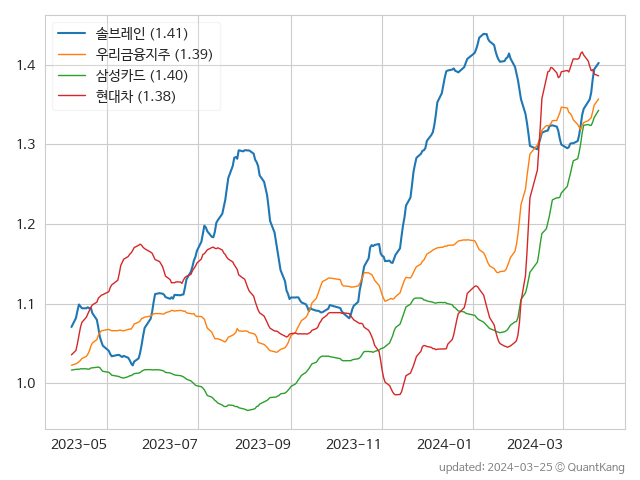 솔브레인 (1.41)
우리금융지주 (1.39)
삼성카드 (1.40)
현대차 (1.38)
1.4
1.3
1.2
1.1
1.0
2023-05 2023-07 2023-09 2023-11 2024-01 2024-03
updated: 2024-03-25 © QuantKang